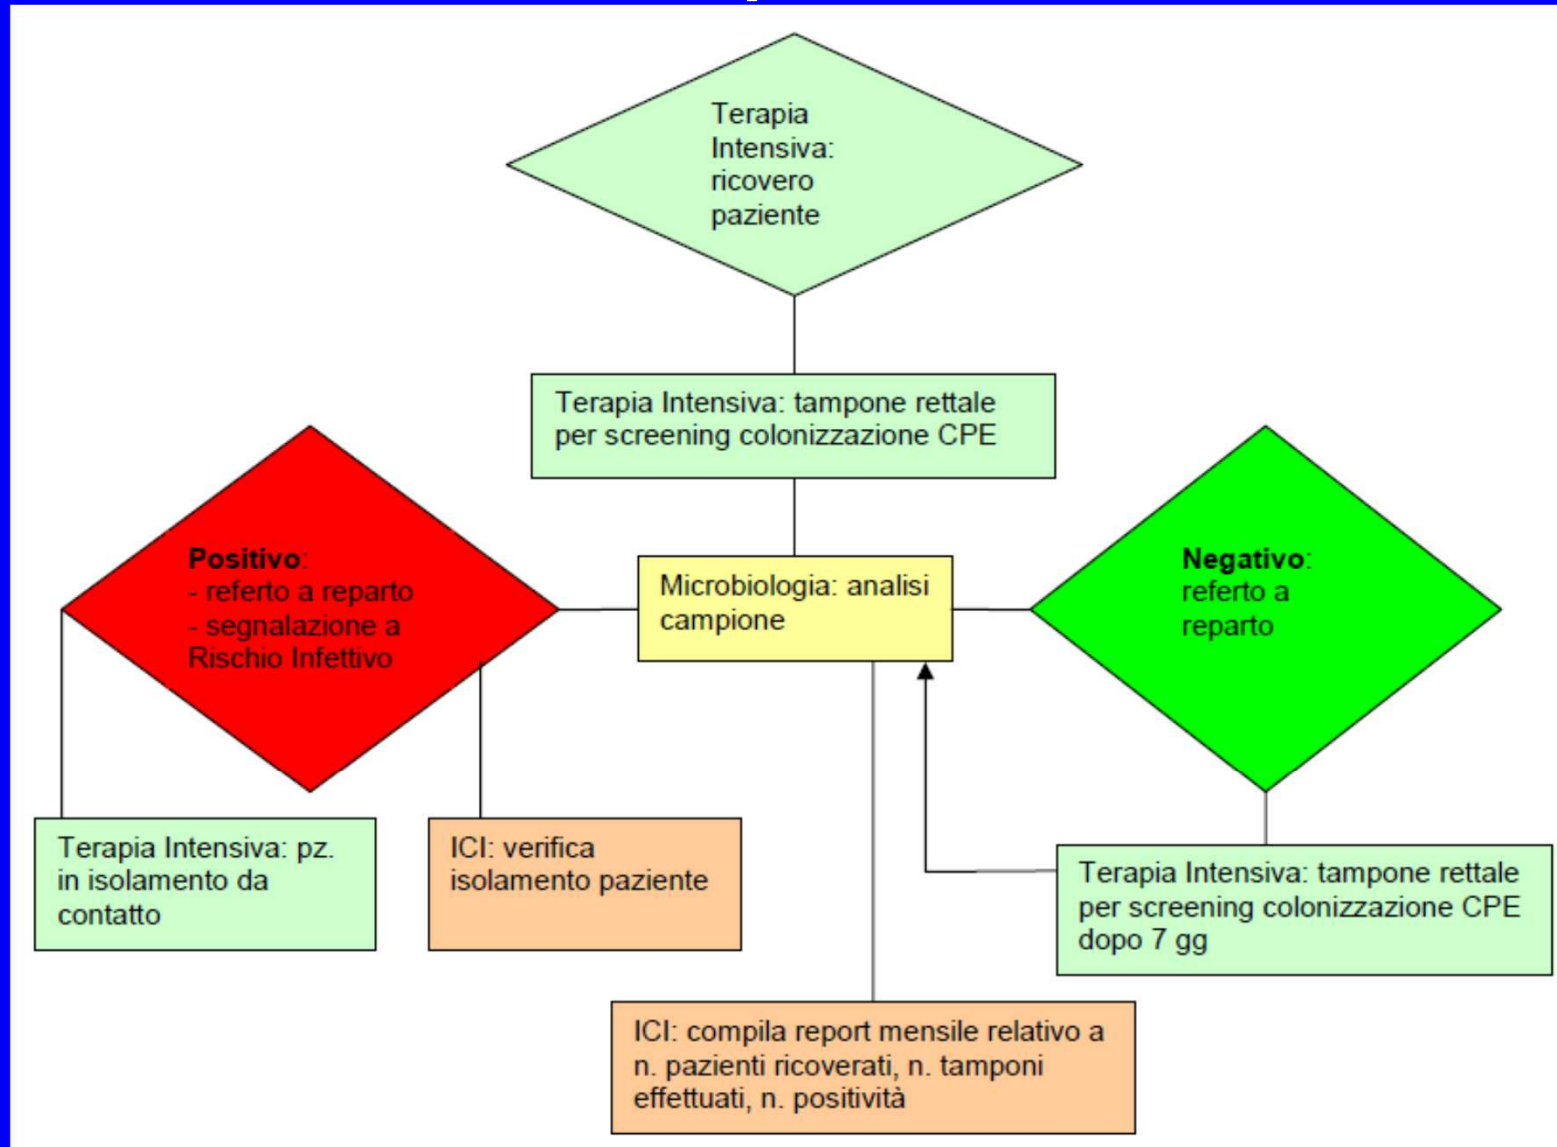 Terapia
Intensiva:
ricovero
paziente
Terapia Intensiva: tampone rettale
per screening colonizzazione CPE
Positivo:
- referto a reparto
- segnalazione a
Rischio Infettivo
Microbiologia: analisi
campione
Negativo:
referto a
reparto
Terapia Intensiva: pz.
in isolamento da
contatto
ICI: verifica
isolamento paziente
Terapia Intensiva: tampone rettale
per screening colonizzazione CPE
dopo 7 gg
ICI: compila report mensile relativo a
n. pazienti ricoverati, n. tamponi
effettuati, n. positività